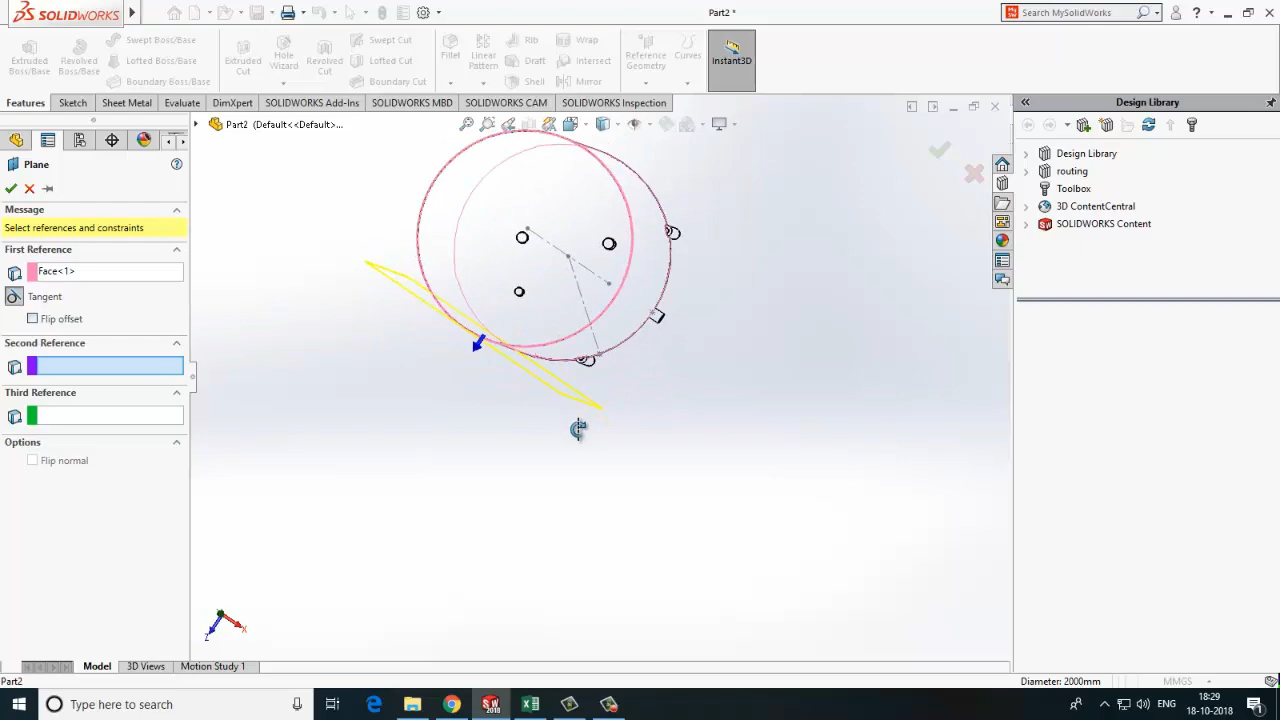 SOLIDWORKS
Part2 *
Search MySolidWorks
Extruded Boss/Base
Revolved Boss/Base
Swept Boss/Base
Lofted Boss/Base
Boundary Boss/Base
Extruded Cut
Hole Wizard
Revolved Cut
Swept Cut
Lofted Cut
Boundary Cut
Fillet
Linear Pattern
Rib
Draft
Shell
Wrap
Intersect
Mirror
Reference Geometry
Curves
Instant3D
Features
Sketch
Sheet Metal
Evaluate
DimXpert
SOLIDWORKS Add-Ins
SOLIDWORKS MBD
SOLIDWORKS CAM
SOLIDWORKS Inspection
Design Library
Part2 (Default<<Default>...
Plane
Message
Select references and constraints
First Reference
Face<1>
Tangent
Flip offset
Second Reference
Third Reference
Options
Flip normal
Design Library
routing
Toolbox
3D ContentCentral
SOLIDWORKS Content
Z
X
Model
3D Views
Motion Study 1
Part2
Diameter: 2000mm
MMGS
Type here to search
SW
2018
ENG
18:29
18-10-2018
1